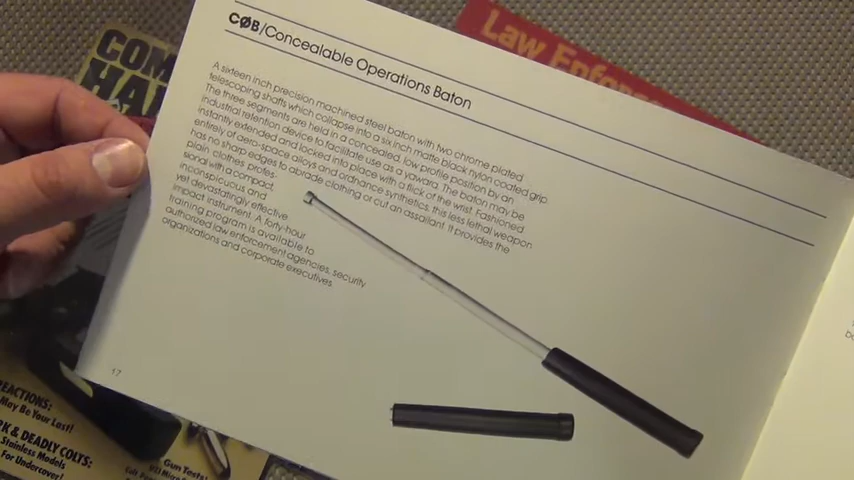 CØB/Concealable Operations Baton
A sixteen inch precision machined steel baton with two chrome plated
telescoping shafts which collapse into a six inch matte black nylon coated grip.
The three segments are held in a concealed, low profile position by an
industrial retention device to facilitate use as a yawara. The baton may be
instantly extended and locked into place with a flick of the wrist. Fashioned
entirely of aero-space alloys and ordnance synthetics, this less lethal weapon
has no sharp edges to abrade clothing or cut an assailant. It provides the
plain clothes profes-
sional with a compact,
inconspicuous and
yet devastatingly effective
impact instrument. A forty-hour
training program is available to
authorized law enforcement agencies, security
organizations and corporate executives.
17
Law Enforce
COM
HAN
REACTIONS:
May Be Your Last!
RK & DEADLY COLTS:
Stainless Models
For Undercover!
Gun Tests!